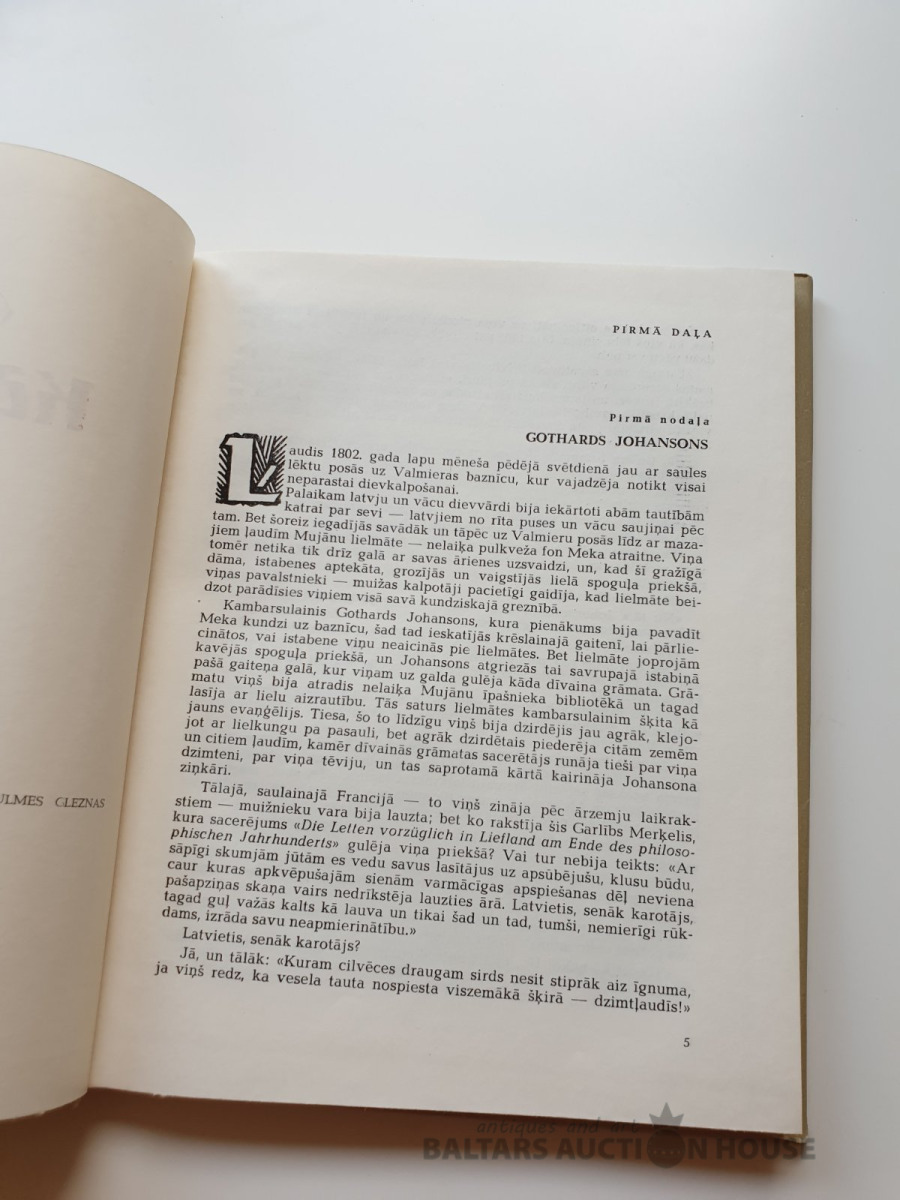 PIRMĀ DAĻA
Pirmā nodaļa
GOTHARDS JOHANSONS
Laudis 1802. gada lapu mēneša pēdējā svētdienā jau ar saules
lēktu posās uz Valmieras baznīcu, kur vajadzēja notikt visai
neparastai dievkalpošanai.
Palaikam latvju un vācu dievvārdi bija iekārtoti abām tautībām
katrai par sevi — latvjiem no rīta puses un vācu saujiņai pēc
tam. Bet šoreiz iegadījās savādāk un tāpēc uz Valmieru posās līdz ar maza-
jiem ļaudīm Mujānu lielmāte — nelaiķa pulkveža fon Meka atraitne. Viņa
tomēr netika tik drīz galā ar savas ārienes uzsvaidzi, un, kad šī gražīgā
dāma, istabenes aptekāta, grozījās un vaigstījās lielā spoguļa priekšā,
viņas pavalstnieki — muižas kalpotāji pacietīgi gaidīja, kad lielmāte bei-
dzot parādīsies viņiem visā savā kundziskajā greznībā.
Kambarsulainis Gothards Johansons, kura pienākums bija pavadīt
Meka kundzi uz baznīcu, šad tad ieskatījās krēslainajā gaitenī, lai pārlie-
cinātos, vai istabene viņu neaicinās pie lielmātes. Bet lielmāte joprojām
kavējās spoguļa priekšā, un Johansons atgriezās tai savrupajā istabiņā
pašā gaiteņa galā, kur viņam uz galda gulēja kāda dīvaina grāmata. Grā-
matu viņš bija atradis nelaiķa Mujānu īpašnieka bibliotēkā un tagad
lasīja ar lielu aizrautību. Tās saturs lielmātes kambarsulainim šķita kā
jauns evaņģēlijs. Tiesa, šo to līdzīgu viņš bija dzirdējis jau agrāk, klejo-
jot ar lielkungu pa pasauli, bet agrāk dzirdētais piederēja citām zemēm
un citiem ļaudīm, kamēr dīvainās grāmatas sacerētājs runāja tieši par viņa
dzimteni, par viņa tēviju, un tas saprotamā kārtā kairināja Johansona
ziņkāri.
Tālajā, saulainajā Francijā — to viņš zināja pēc ārzemju laikrak-
stiem — muižnieku vara bija lauzta; bet ko rakstīja šis Garlībs Merķelis,
kura sacerējums «Die Letten vorzüglich in Liefland am Ende des philoso-
phischen Jahrhunderts» gulēja viņa priekšā? Vai tur nebija teikts: «Ar
sāpīgi skumjām jūtām es vedu savus lasītājus uz apsūbējušu, klusu būdu,
caur kuras apkvēpušajām sienām varmācīgas apspiešanas dēļ neviena
pašapziņas skaņa vairs nedrīkstēja lauzties ārā. Latvietis, senāk karotājs,
tagad guļ važās kalts kā lauva un tikai šad un tad, tumši, nemierīgi rūk-
dams, izrāda savu neapmierinātību.»
Latvietis, senāk karotājs?
Jā, un tālāk: «Kuram cilvēces draugam sirds nesit stiprāk aiz īgnuma,
ja viņš redz, ka vesela tauta nospiesta viszemākā šķirā — dzimtļaudīs!»
5
ULMES GLEZNAS
antiques and art
BALTARS AUCTION HOUSE